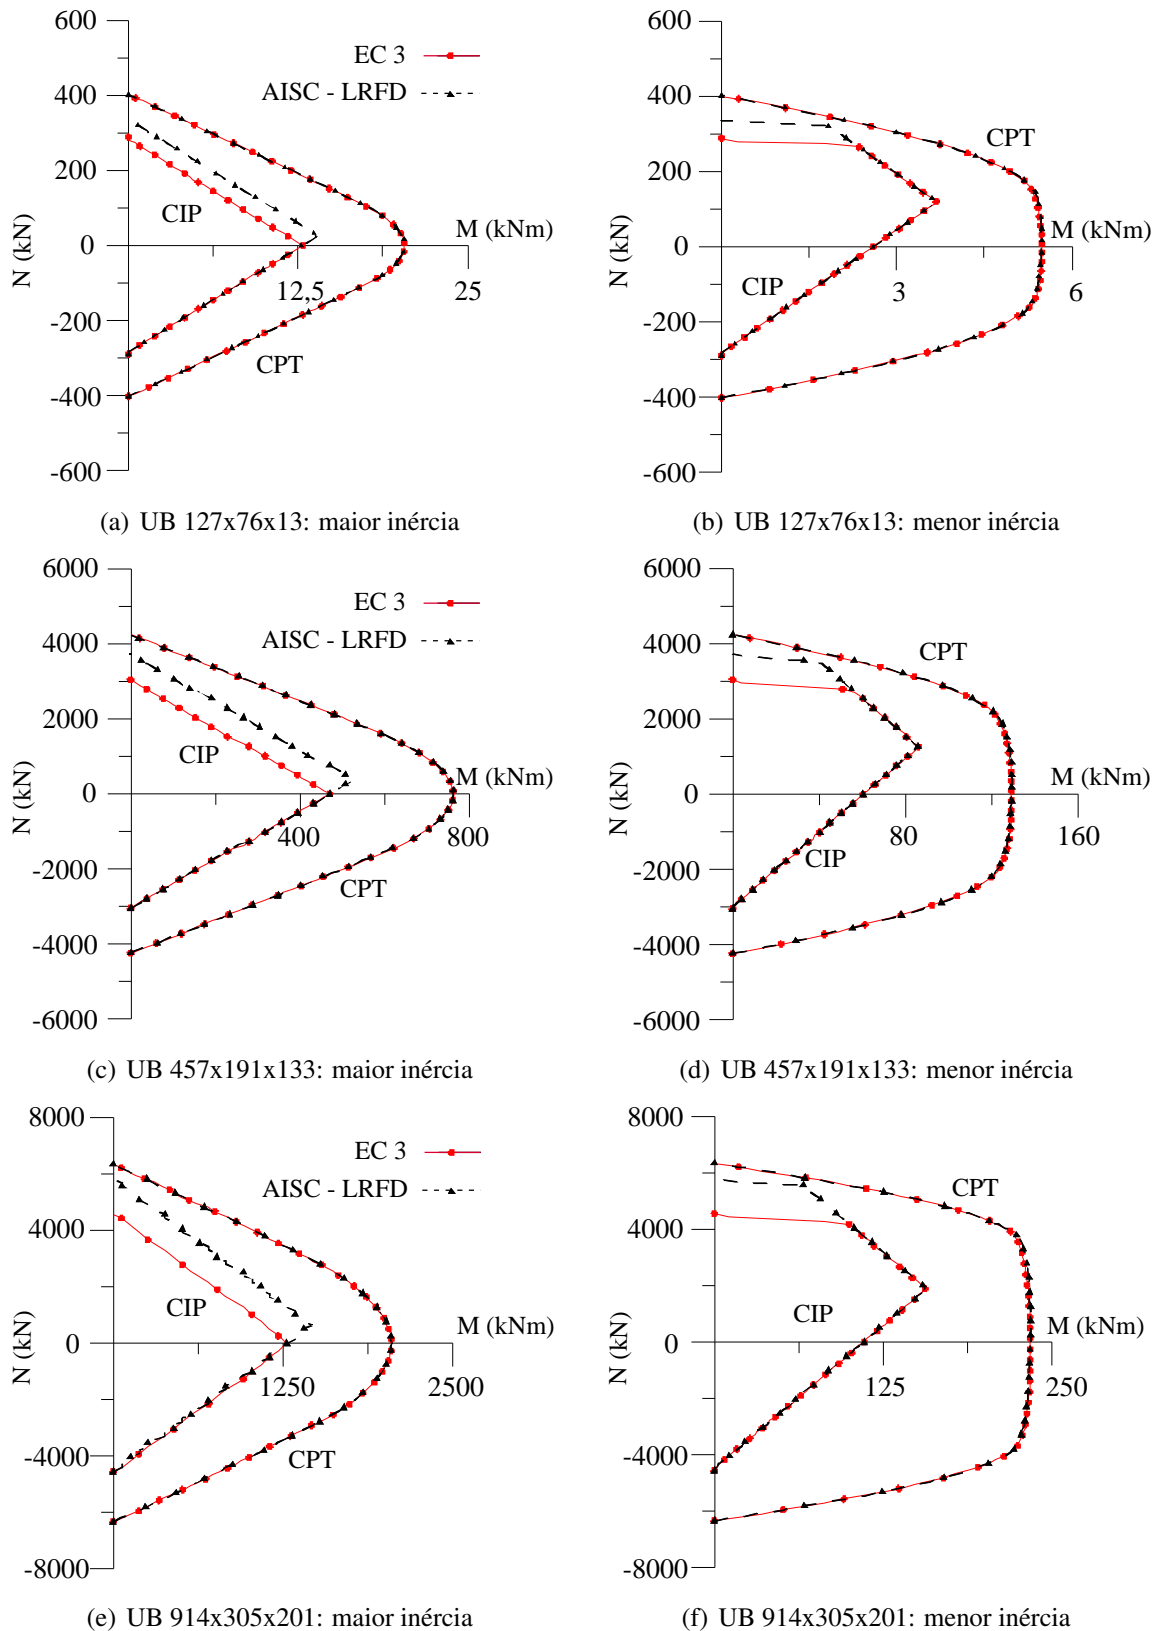 600
400
200
0
-200
-400
-600
N (kN)
EC 3
AISC - LRFD
CIP
CPT
M (kNm)
12,5
25
(a) UB 127x76x13: maior inércia
600
400
200
0
-200
-400
-600
N (kN)
CPT
CIP
M (kNm)
3
6
(b) UB 127x76x13: menor inércia
6000
4000
2000
0
-2000
-4000
-6000
N (kN)
EC 3
AISC - LRFD
CIP
CPT
M (kNm)
400
800
(c) UB 457x191x133: maior inércia
6000
4000
2000
0
-2000
-4000
-6000
N (kN)
CPT
CIP
M (kNm)
80
160
(d) UB 457x191x133: menor inércia
8000
4000
0
-4000
-8000
N (kN)
EC 3
AISC - LRFD
CIP
CPT
M (kNm)
1250
2500
(e) UB 914x305x201: maior inércia
8000
4000
0
-4000
-8000
N (kN)
CPT
CIP
M (kNm)
125
250
(f) UB 914x305x201: menor inércia